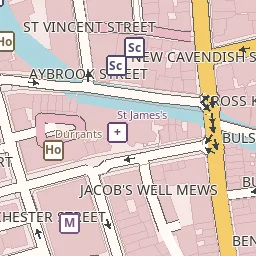 ST VINCENT STREET
Ho
Sc
NEW CAVENDISH S
Sc
AYBROOK STREET
ROSS K
St James's
Durrants
BULS
Ho
RT
JACOB'S WELL MEWS
BU
CHESTER STREET
M
BEN